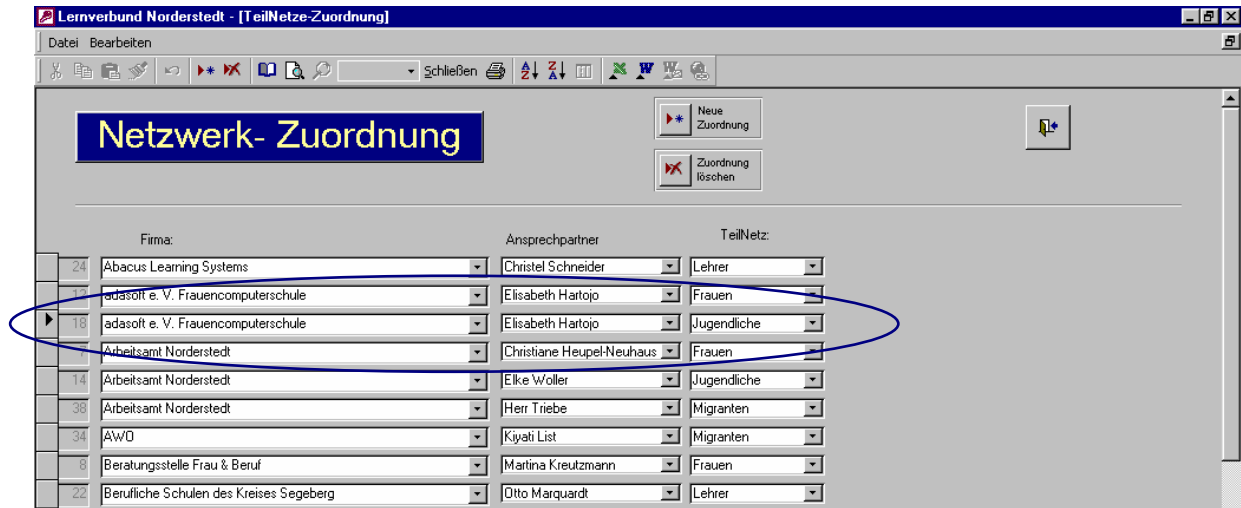 Lernverbund Norderstedt - [TeilNetze-Zuordnung]
Datei Bearbeiten
Schließen
Netzwerk- Zuordnung
Neue
Zuordnung
Zuordnung
löschen
Firma: Ansprechpartner TeilNetz:
24 Abacus Learning Systems Christel Schneider Lehrer
12 adasoft e. V. Frauencomputerschule Elisabeth Hartojo Frauen
18 adasoft e. V. Frauencomputerschule Elisabeth Hartojo Jugendliche
7 Arbeitsamt Norderstedt Christiane Heupel-Neuhaus Frauen
14 Arbeitsamt Norderstedt Elke Woller Jugendliche
38 Arbeitsamt Norderstedt Herr Triebe Migranten
34 AWO Kiyati List Migranten
8 Beratungsstelle Frau & Beruf Martina Kreutzmann Frauen
22 Berufliche Schulen des Kreises Segeberg Otto Marquardt Lehrer